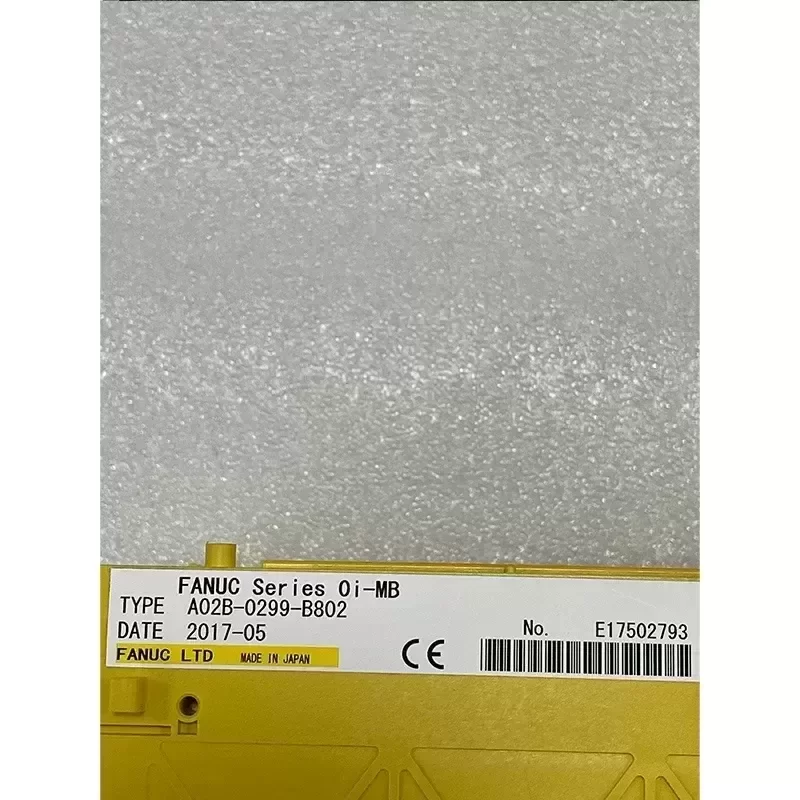 FANUC Series 0i-MB
TYPE A02B-0299-B802
DATE 2017-05
No. E17502793
FANUC LTD MADE IN JAPAN
CE